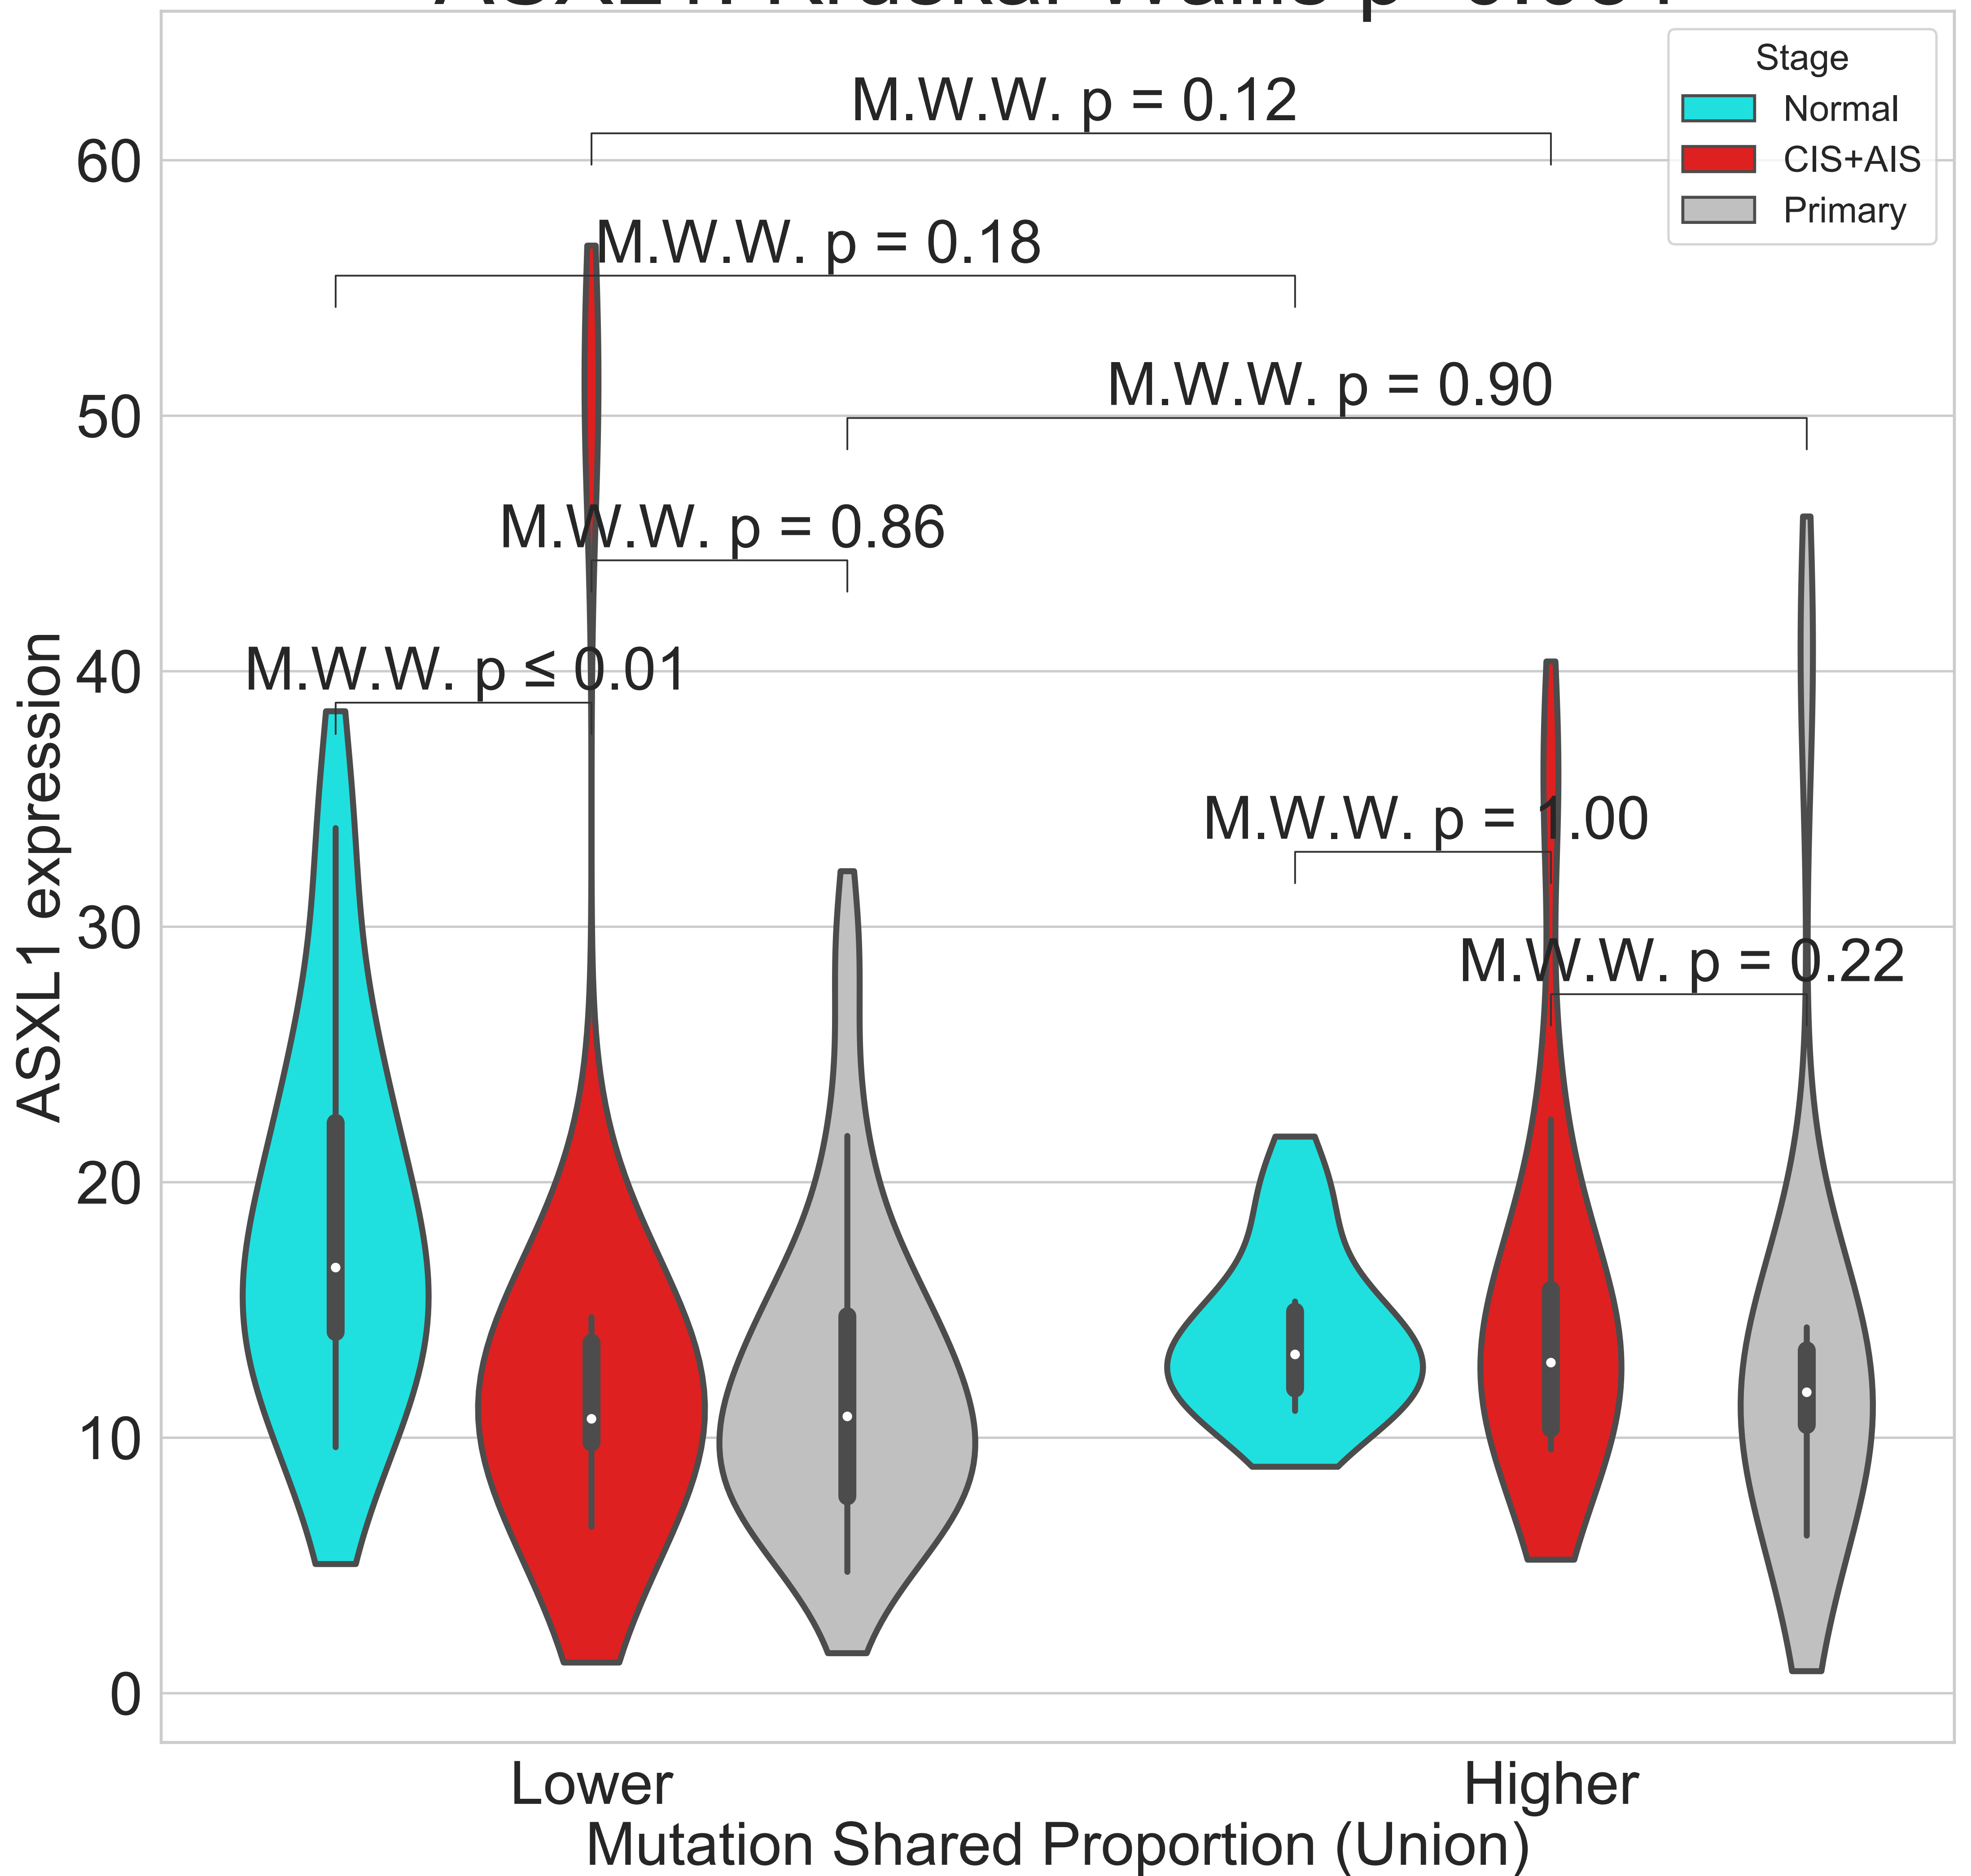 Stage
Normal
CIS+AIS
Primary
M.W.W. p = 0.12
M.W.W. p = 0.18
M.W.W. p = 0.90
M.W.W. p = 0.86
M.W.W. p ≤ 0.01
M.W.W. p = 1.00
M.W.W. p = 0.22
ASXL1 expression
60
50
40
30
20
10
0
Lower
Higher
Mutation Shared Proportion (Union)